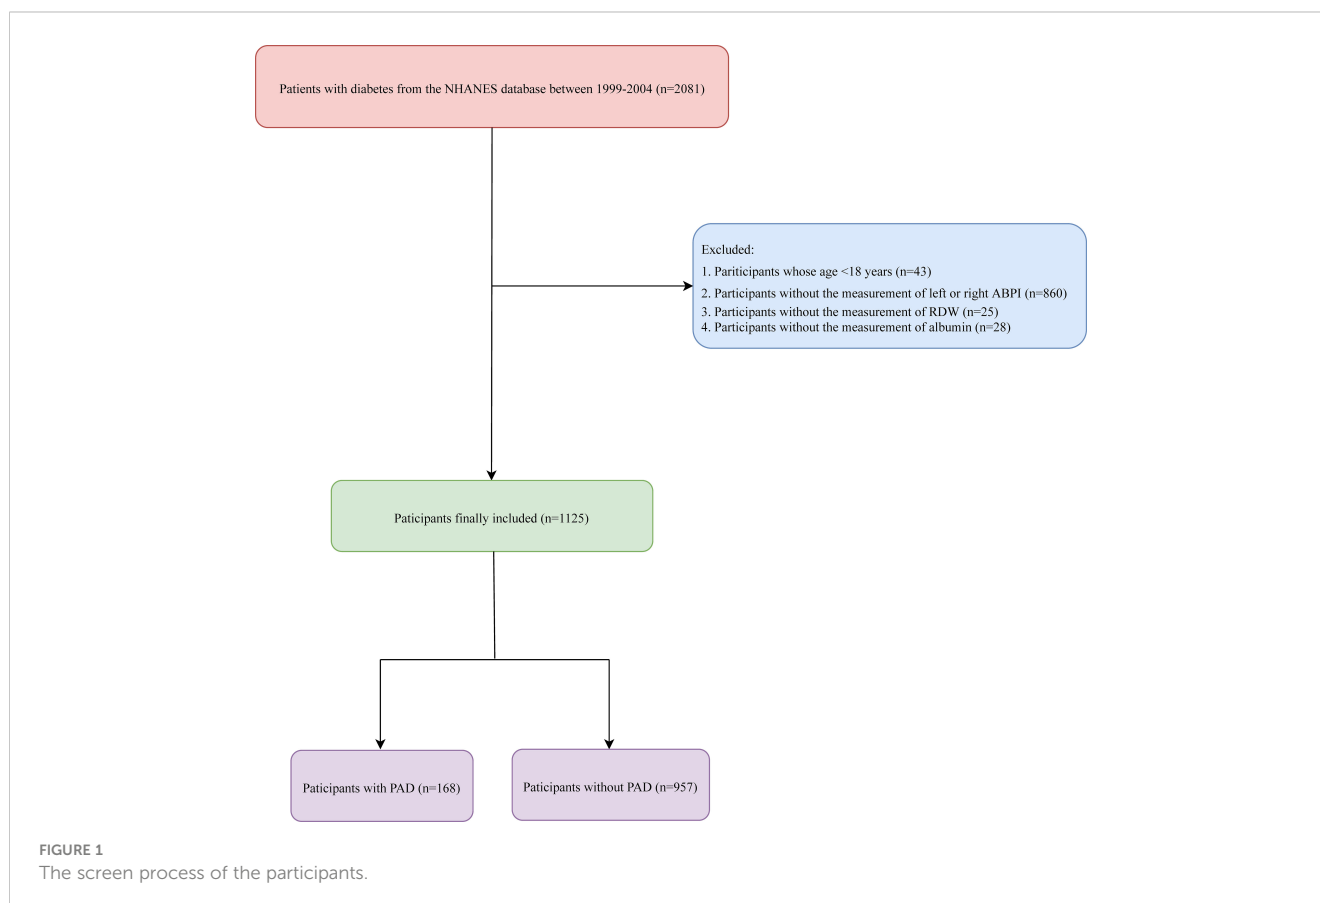 Patients with diabetes from the NHANES database between 1999-2004 (n=2081)
Excluded:
1. Pariticipants whose age <18 years (n=43)
2. Participants without the measurement of left or right ABPI (n=860)
3. Participants without the measurement of RDW (n=25)
4. Participants without the measurement of albumin (n=28)
Paticipants finally included (n=1125)
Paticipants with PAD (n=168)
Paticipants without PAD (n=957)
FIGURE 1
The screen process of the participants.